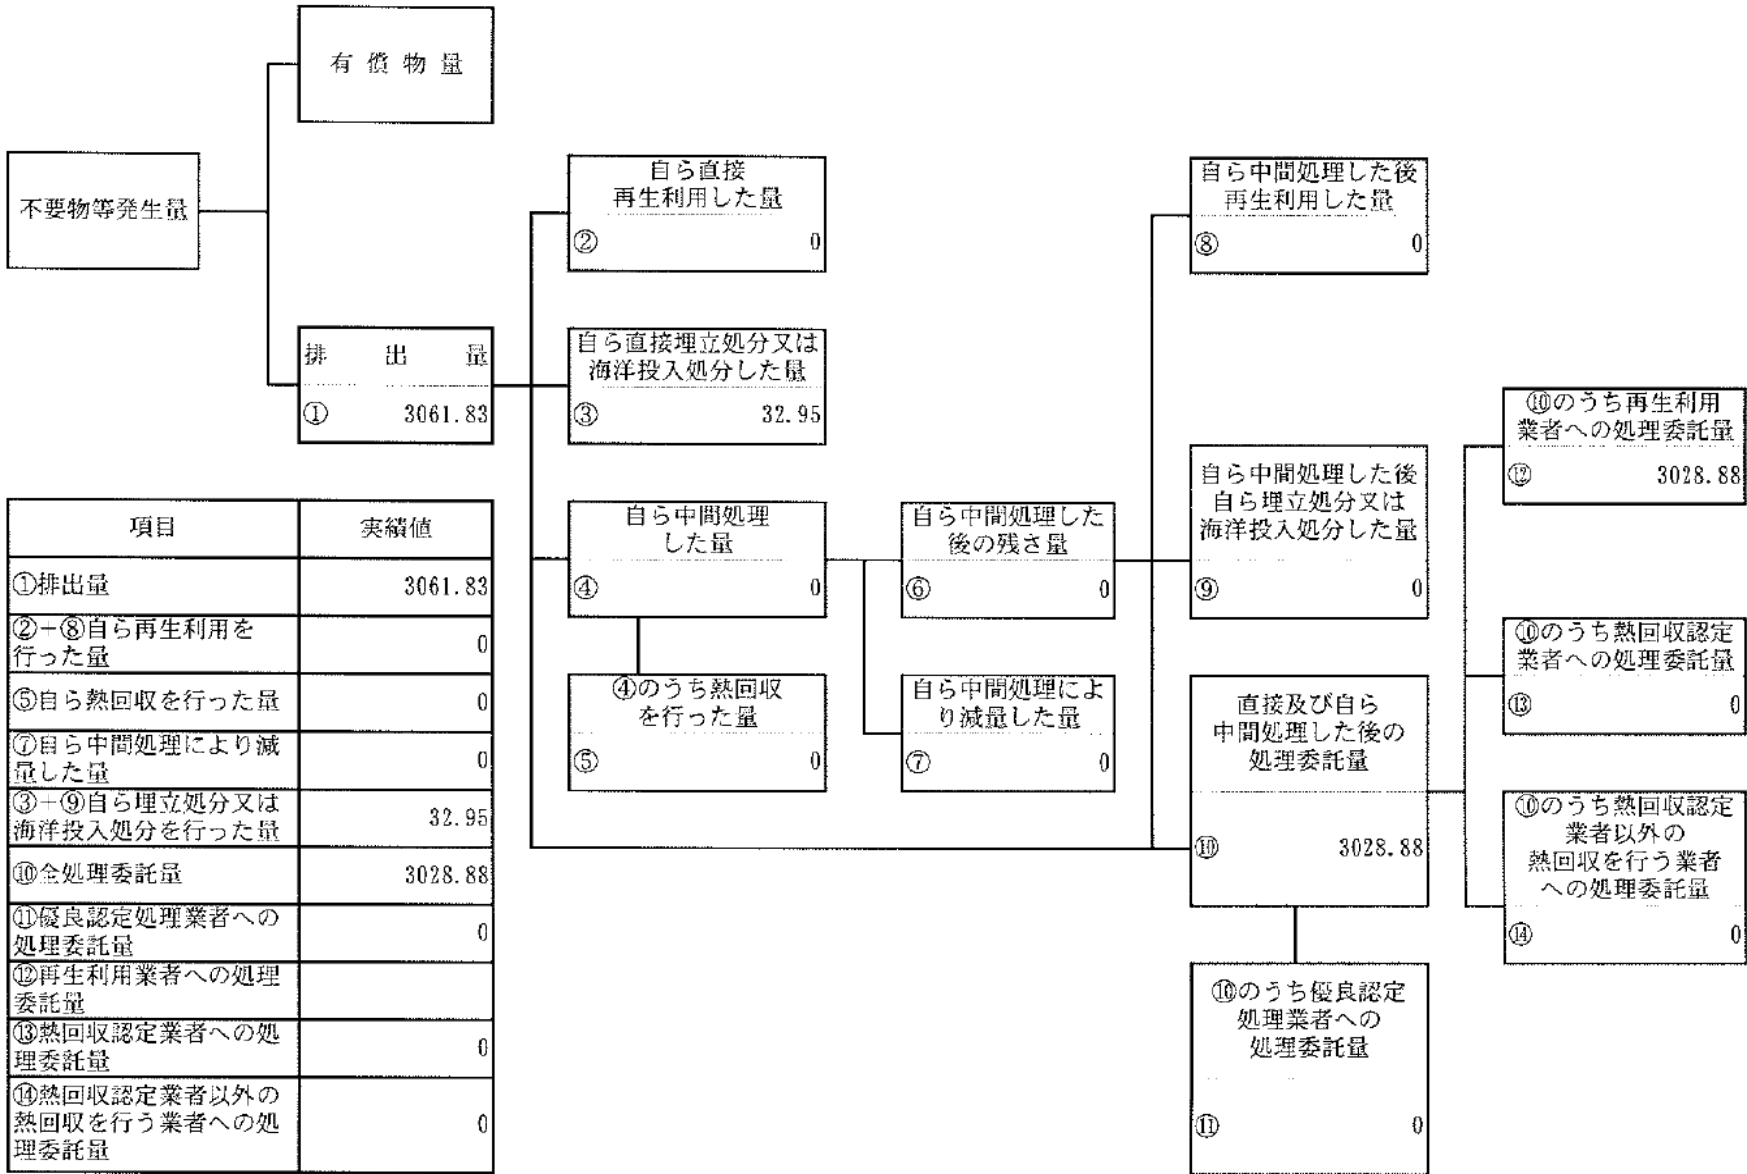 有償物量
不要物等発生量
排出量
① 3061.83
自ら直接
再生利用した量
② 0
自ら直接埋立処分又は
海洋投入処分した量
③ 32.95
自ら中間処理
した量
④ 0
④のうち熱回収
を行った量
⑤ 0
自ら中間処理した
後の残さ量
⑥ 0
自ら中間処理によ
り減量した量
⑦ 0
自ら中間処理した後
再生利用した量
⑧ 0
自ら中間処理した後
自ら埋立処分又は
海洋投入処分した量
⑨ 0
直接及び自ら
中間処理した後の
処理委託量
⑩ 3028.88
⑩のうち優良認定
処理業者への
処理委託量
⑪ 0
⑩のうち再生利用
業者への処理委託量
⑫ 3028.88
⑩のうち熱回収認定
業者への処理委託量
⑬ 0
⑩のうち熱回収認定
業者以外の
熱回収を行う業者
への処理委託量
⑭ 0
項目 実績値
①排出量 3061.83
②+⑧自ら再生利用を
行った量 0
⑤自ら熱回収を行った量 0
⑦自ら中間処理により減
量した量 0
③+⑨自ら埋立処分又は
海洋投入処分を行った量 32.95
⑩全処理委託量 3028.88
⑪優良認定処理業者への
処理委託量 0
⑫再生利用業者への処理
委託量
⑬熱回収認定業者への処
理委託量 0
⑭熱回収認定業者以外の
熱回収を行う業者への処
理委託量 0